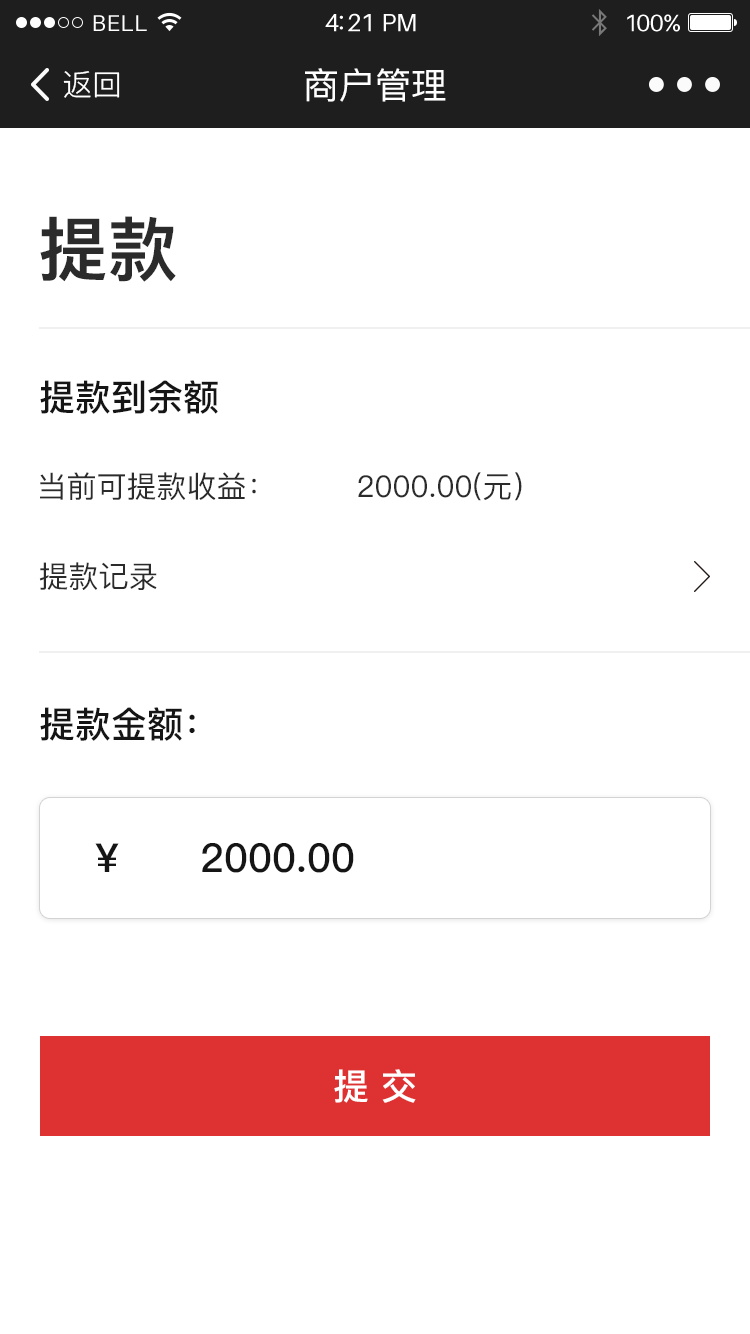 BELL 4:21 PM 100%
返回 商户管理
提款
提款到余额
当前可提款收益： 2000.00(元)
提款记录
提款金额：
¥ 2000.00
提 交